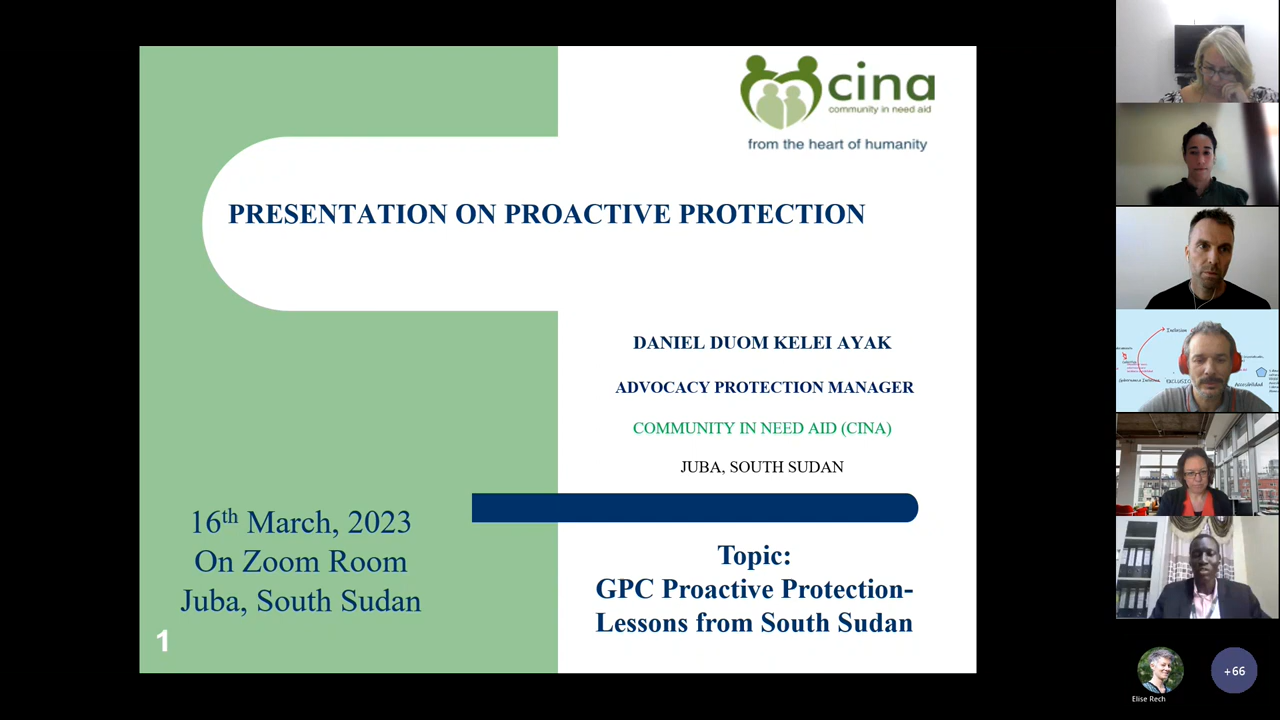 cina
community in need aid
from the heart of humanity
PRESENTATION ON PROACTIVE PROTECTION
DANIEL DUOM KELEI AYAK
ADVOCACY PROTECTION MANAGER
COMMUNITY IN NEED AID (CINA)
JUBA, SOUTH SUDAN
16th March, 2023
On Zoom Room
Juba, South Sudan
Topic:
GPC Proactive Protection-
Lessons from South Sudan
1
Inclusion
EXCLUSIO
Accesibilidad
Elise Rech
+66